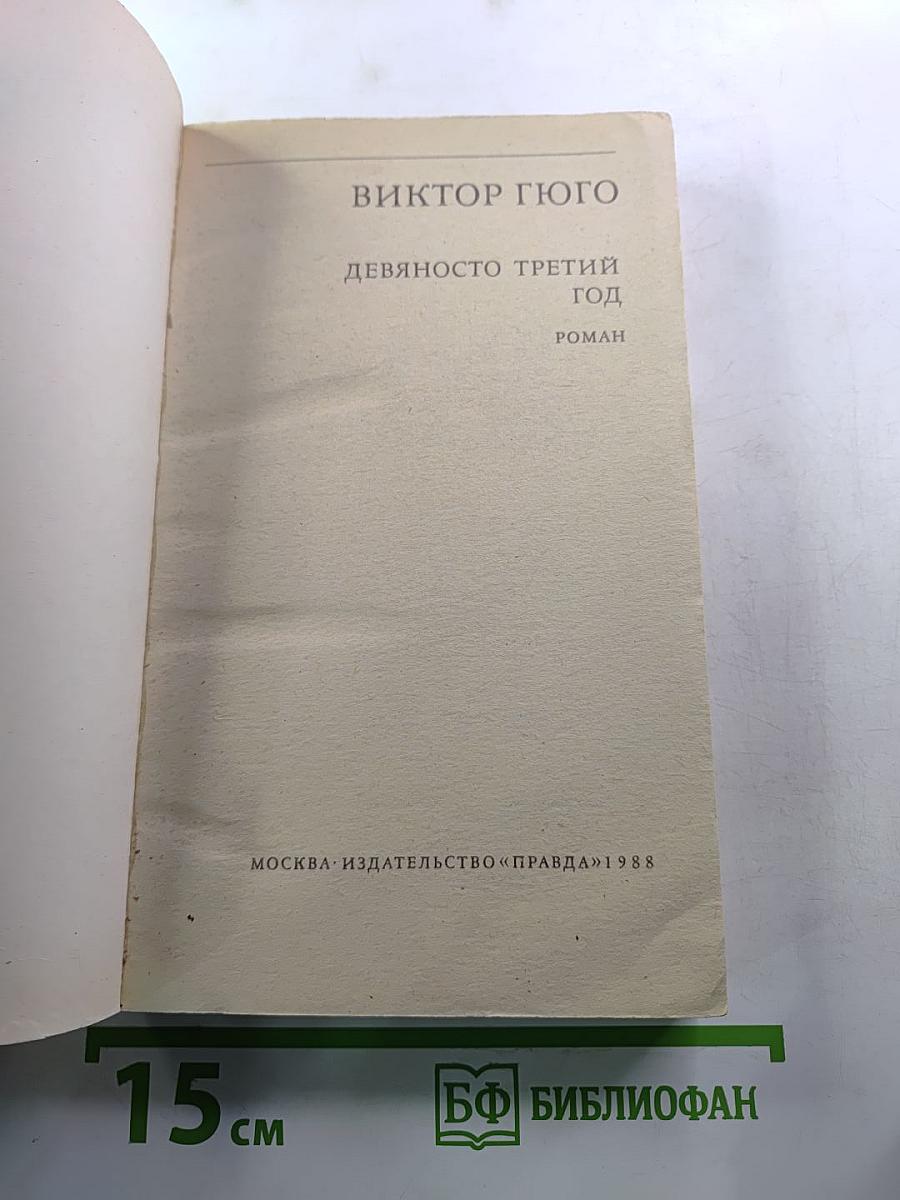 ВИКТОР ГЮГО
ДЕВЯНОСТО ТРЕТИЙ
ГОД
РОМАН
МОСКВА·ИЗДАТЕЛЬСТВО«ПРАВДА»1988
15 см
БФ БИБЛИОФАН